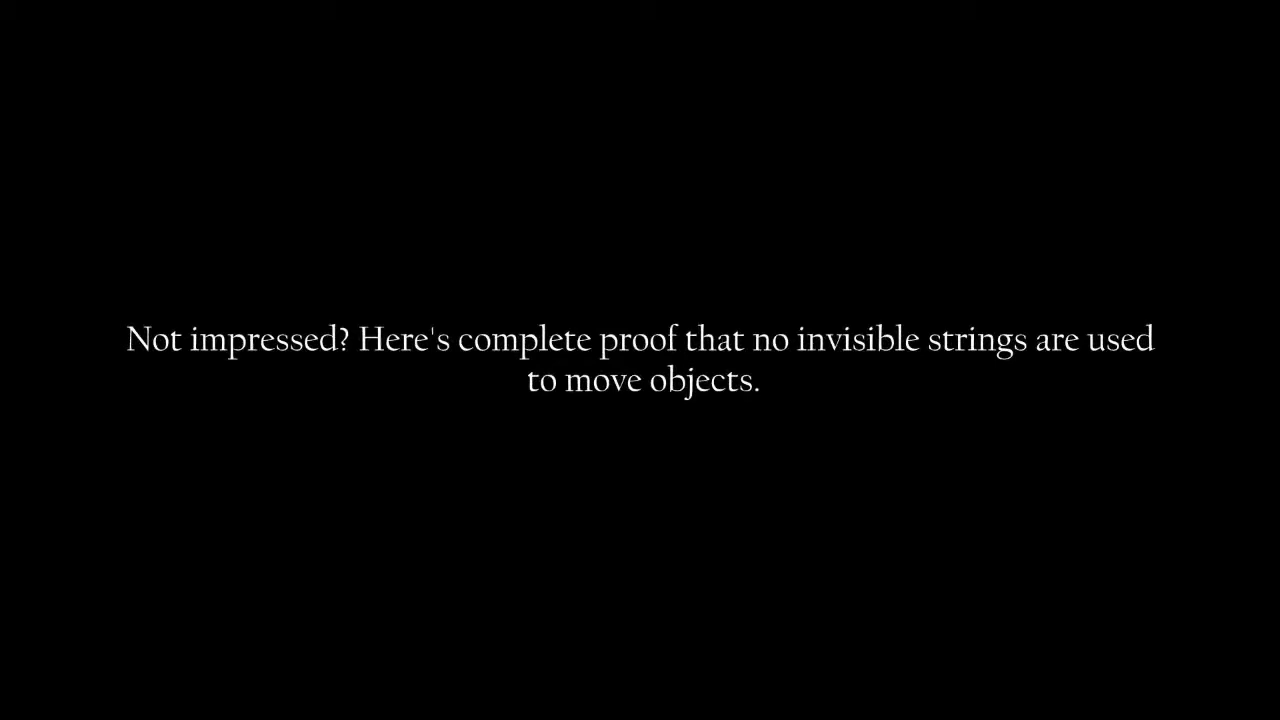 Not impressed? Here's complete proof that no invisible strings are used
to move objects.